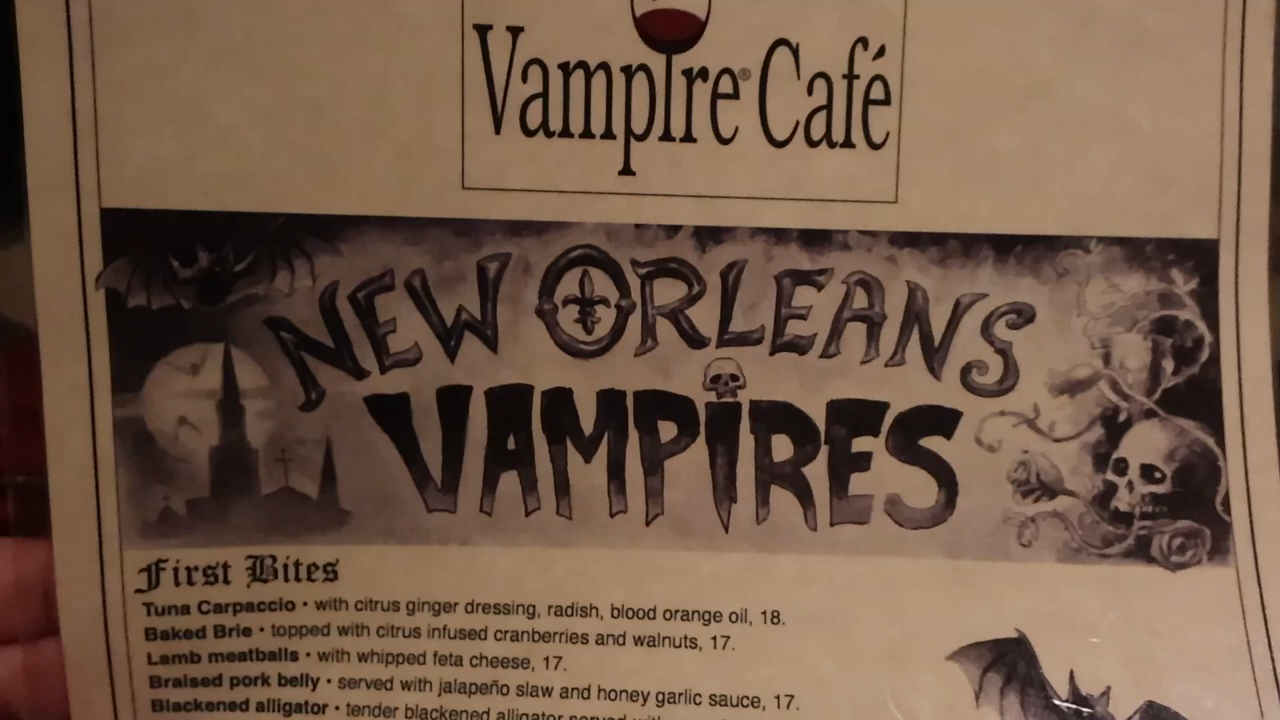 Vampire® Café
NEW ORLEANS
VAMPIRES
First Bites
Tuna Carpaccio • with citrus ginger dressing, radish, blood orange oil, 18.
Baked Brie • topped with citrus infused cranberries and walnuts, 17.
Lamb meatballs • with whipped feta cheese, 17.
Braised pork belly • served with jalapeño slaw and honey garlic sauce, 17.
Blackened alligator • tender blackened alligator served with